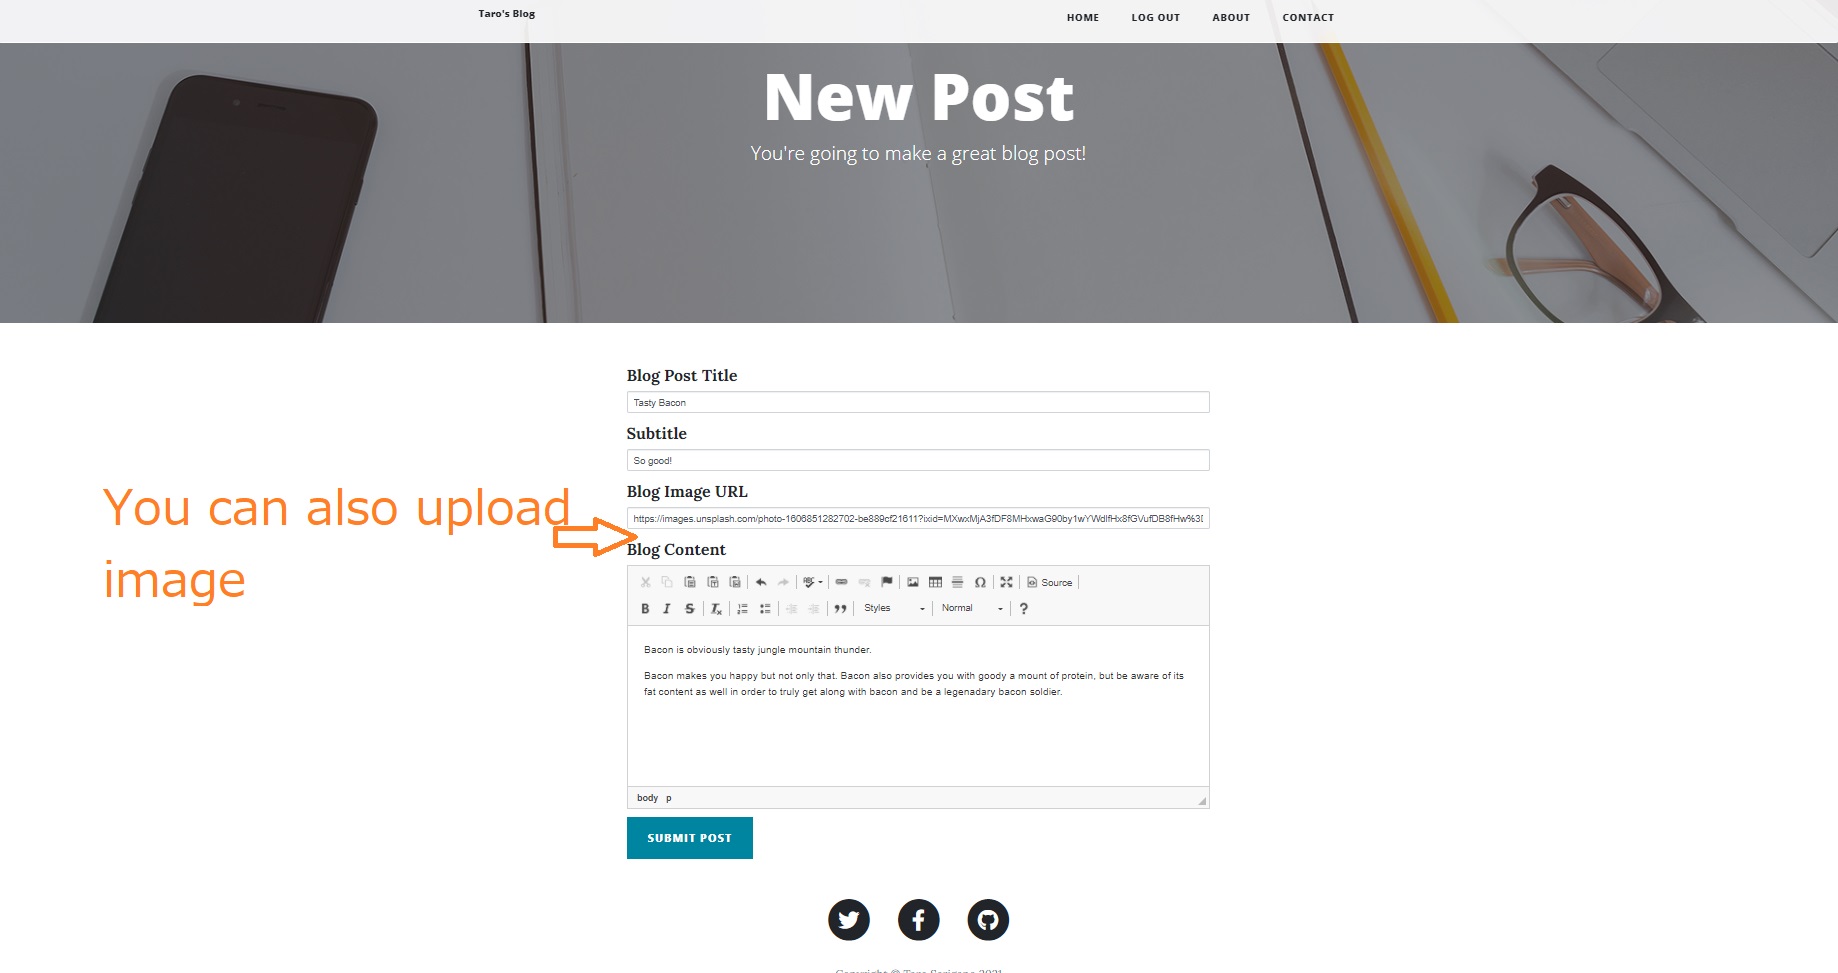 Taro's Blog
HOME LOG OUT ABOUT CONTACT
New Post
You're going to make a great blog post!
Blog Post Title
Tasty Bacon
Subtitle
So good!
Blog Image URL
https://images.unsplash.com/photo-1606851282702-be889cf21611?ixid=MXwxMjA3fDF8MHxwaG90by1wYWdlfHx8fGVufDB8fHw%3D
You can also upload
image
Blog Content
Source
Styles Normal ?
Bacon is obviously tasty jungle mountain thunder.
Bacon makes you happy but not only that. Bacon also provides you with goody a mount of protein, but be aware of its
fat content as well in order to truly get along with bacon and be a legenadary bacon soldier.
body p
SUBMIT POST